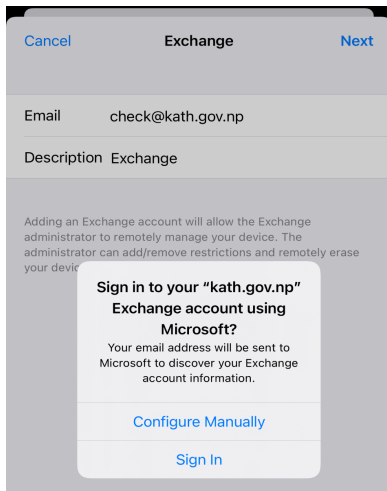 Cancel Exchange Next
Email check@kath.gov.np
Description Exchange
Adding an Exchange account will allow the Exchange
administrator to remotely manage your device. The
administrator can add/remove restrictions and remotely erase
your devic
Sign in to your “kath.gov.np”
Exchange account using
Microsoft?
Your email address will be sent to
Microsoft to discover your Exchange
account information.
Configure Manually
Sign In